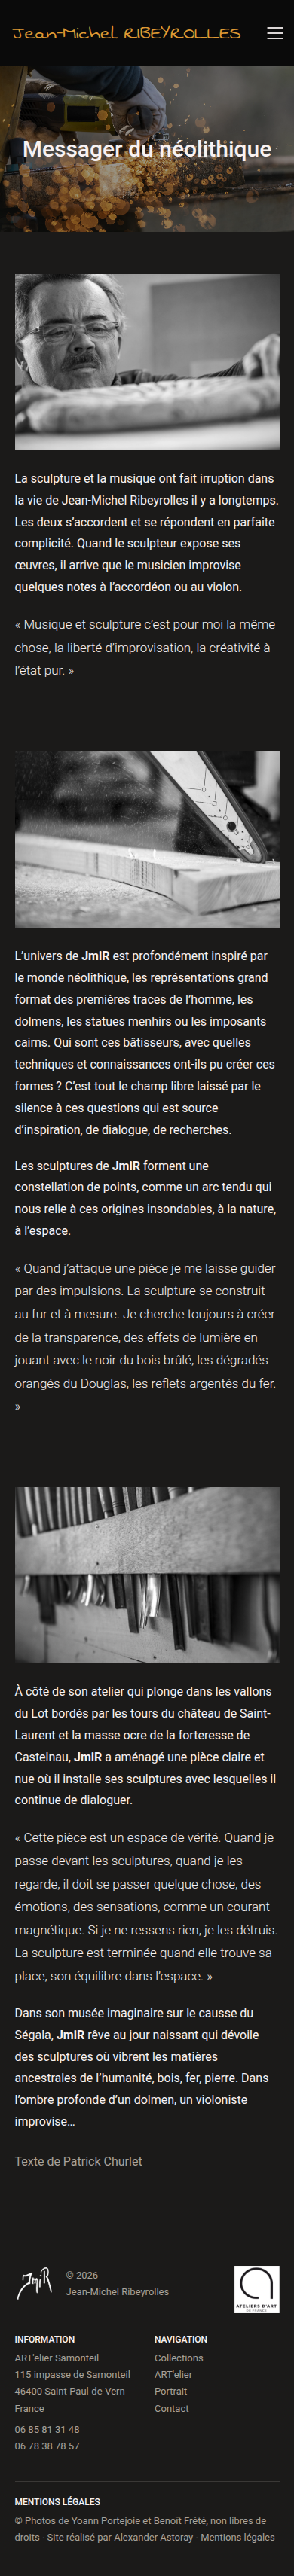 Jean-Michel RIBEYROLLES
Messager du néolithique
La sculpture et la musique ont fait irruption dans
la vie de Jean-Michel Ribeyrolles il y a longtemps.
Les deux s’accordent et se répondent en parfaite
complicité. Quand le sculpteur expose ses
œuvres, il arrive que le musicien improvise
quelques notes à l’accordéon ou au violon.
« Musique et sculpture c’est pour moi la même
chose, la liberté d’improvisation, la créativité à
l’état pur. »
L’univers de JmiR est profondément inspiré par
le monde néolithique, les représentations grand
format des premières traces de l’homme, les
dolmens, les statues menhirs ou les imposants
cairns. Qui sont ces bâtisseurs, avec quelles
techniques et connaissances ont-ils pu créer ces
formes ? C’est tout le champ libre laissé par le
silence à ces questions qui est source
d’inspiration, de dialogue, de recherches.
Les sculptures de JmiR forment une
constellation de points, comme un arc tendu qui
nous relie à ces origines insondables, à la nature,
à l’espace.
« Quand j’attaque une pièce je me laisse guider
par des impulsions. La sculpture se construit
au fur et à mesure. Je cherche toujours à créer
de la transparence, des effets de lumière en
jouant avec le noir du bois brûlé, les dégradés
orangés du Douglas, les reflets argentés du fer.
»
À côté de son atelier qui plonge dans les vallons
du Lot bordés par les tours du château de Saint-
Laurent et la masse ocre de la forteresse de
Castelnau, JmiR a aménagé une pièce claire et
nue où il installe ses sculptures avec lesquelles il
continue de dialoguer.
« Cette pièce est un espace de vérité. Quand je
passe devant les sculptures, quand je les
regarde, il doit se passer quelque chose, des
émotions, des sensations, comme un courant
magnétique. Si je ne ressens rien, je les détruis.
La sculpture est terminée quand elle trouve sa
place, son équilibre dans l’espace. »
Dans son musée imaginaire sur le causse du
Ségala, JmiR rêve au jour naissant qui dévoile
des sculptures où vibrent les matières
ancestrales de l’humanité, bois, fer, pierre. Dans
l’ombre profonde d’un dolmen, un violoniste
improvise…
Texte de Patrick Churlet
JmiR
© 2026
Jean-Michel Ribeyrolles
ATELIERS D'ART
DE FRANCE
INFORMATION
ART’elier Samonteil
115 impasse de Samonteil
46400 Saint-Paul-de-Vern
France
06 85 81 31 48
06 78 38 78 57
NAVIGATION
Collections
ART’elier
Portrait
Contact
MENTIONS LÉGALES
© Photos de Yoann Portejoie et Benoît Frété, non libres de
droits   Site réalisé par Alexander Astoray   Mentions légales